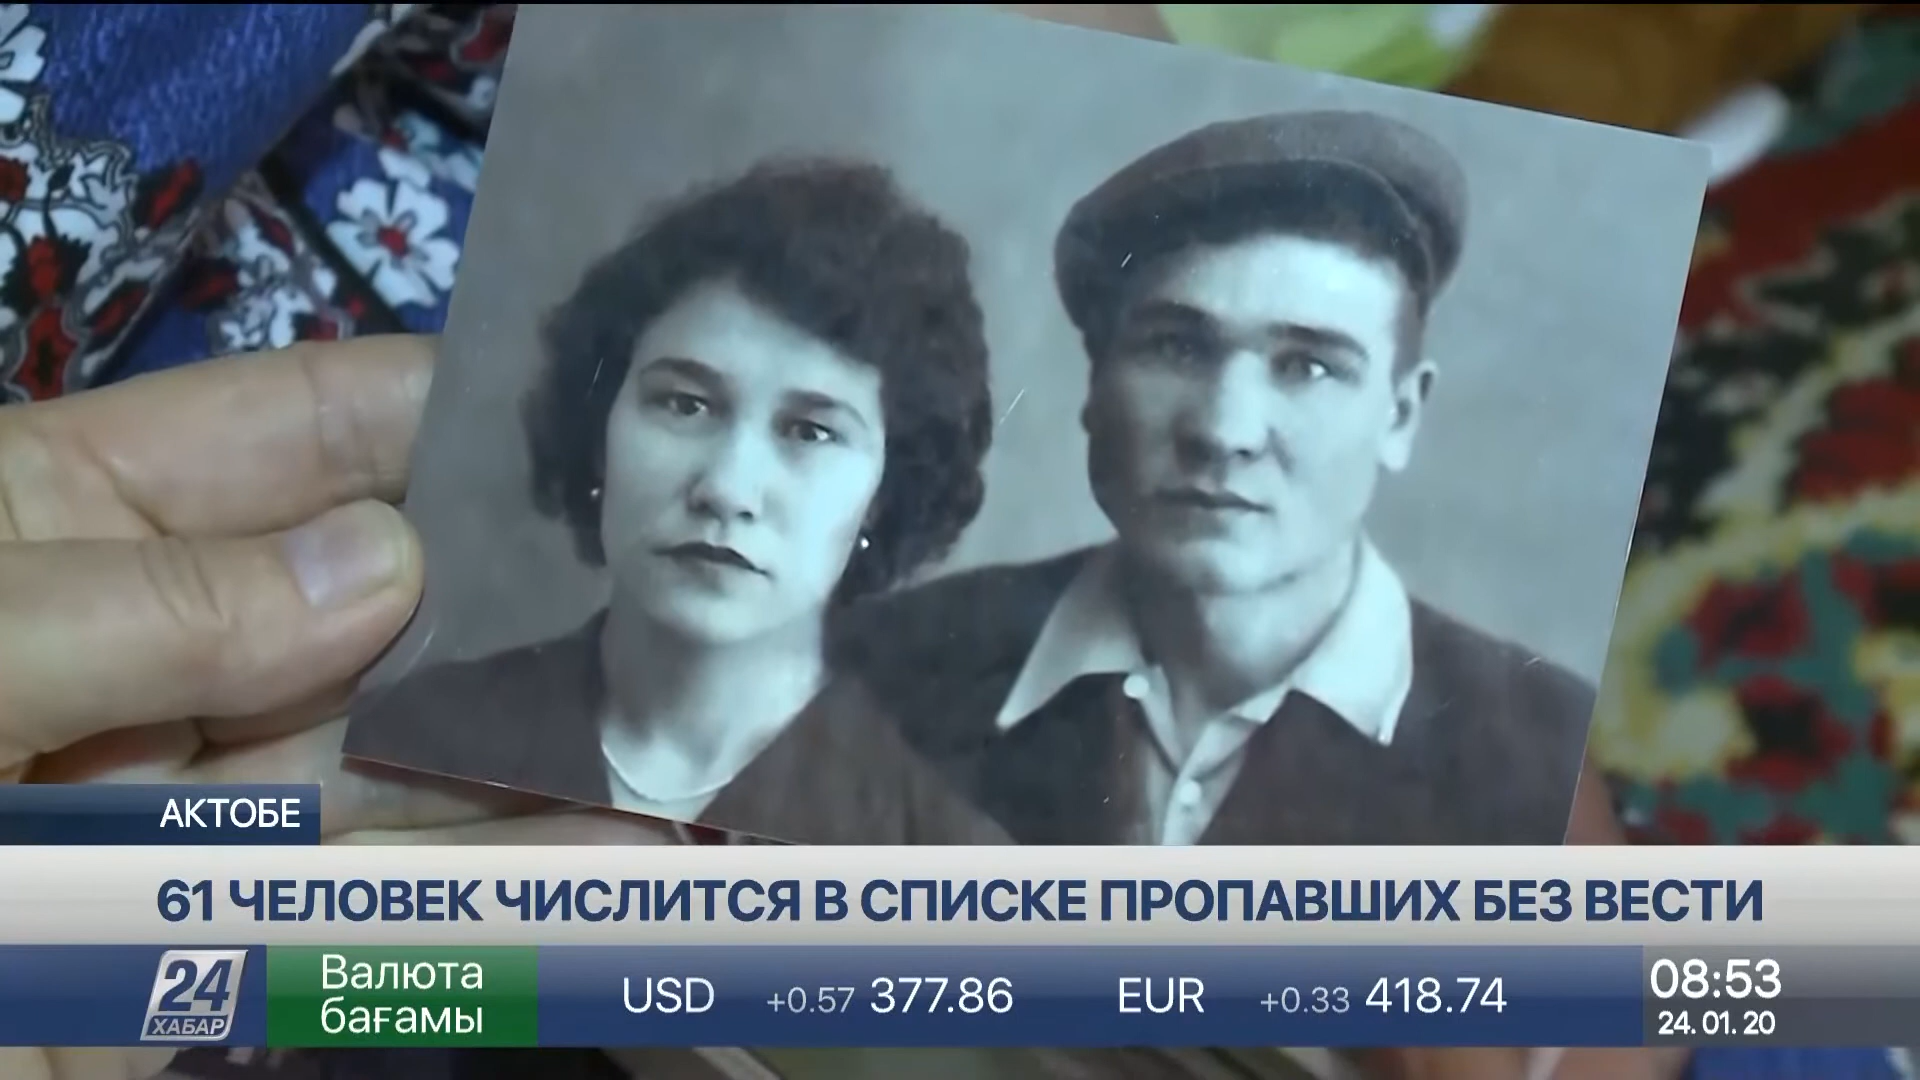 АКТОБЕ
61 ЧЕЛОВЕК ЧИСЛИТСЯ В СПИСКЕ ПРОПАВШИХ БЕЗ ВЕСТИ
24
ХАБАР
Валюта
бағамы
USD +0.57 377.86 EUR +0.33 418.74
08:53
24. 01. 20